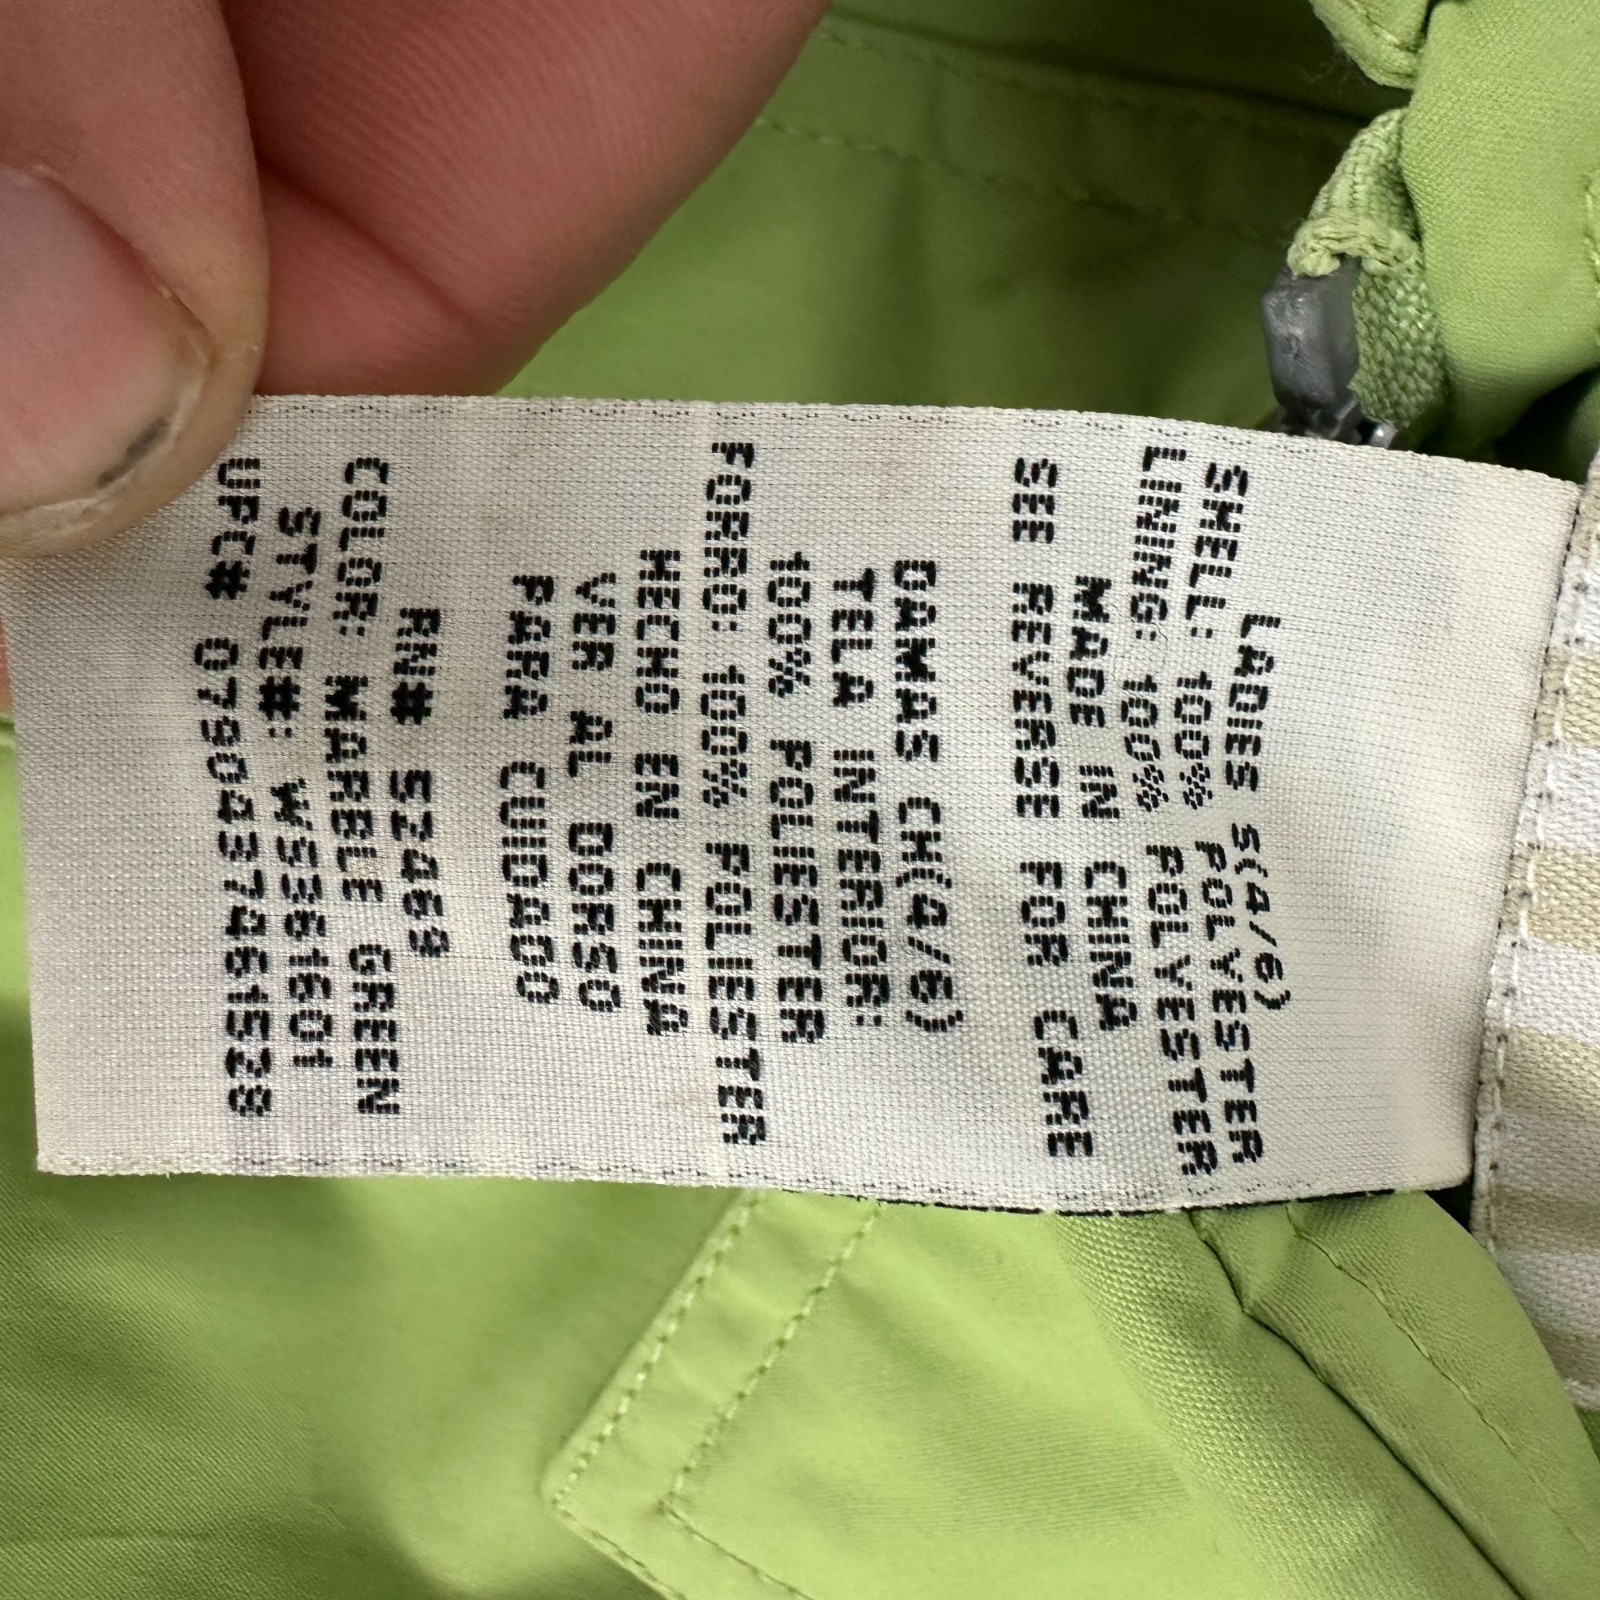 LADIES S(4/6)
SHELL: 100% POLYESTER
LINING: 100% POLYESTER
MADE IN CHINA
SEE REVERSE FOR CARE
DAMAS CH(4/6)
TELA INTERIOR:
100% POLIESTER
FORRO: 100% POLIESTER
HECHO EN CHINA
VER AL DORSO
PARA CUIDADO
RN# 52469
COLOR: MARBLE GREEN
STYLE#: WS361601
UPC# 0790437461528